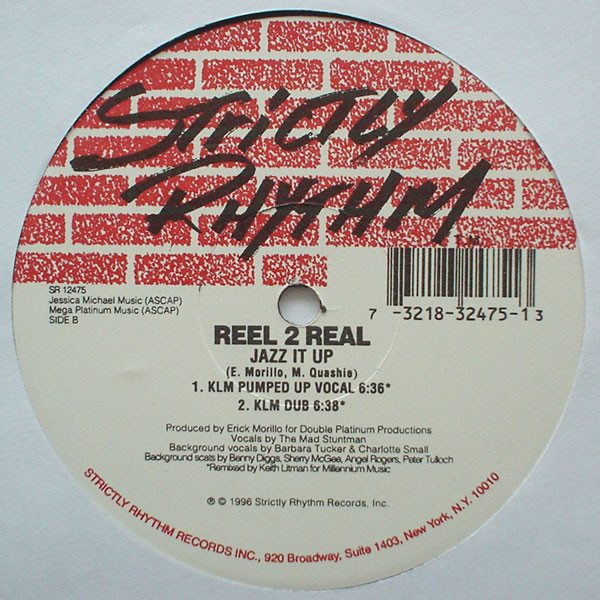 STRICTLY
RHYTHM
T.M.
SR 12475
Jessica Michael Music (ASCAP)
Mega Platinum Music (ASCAP)
SIDE B
7 -3218-32475-1 3
REEL 2 REAL
JAZZ IT UP
(E. Morillo, M. Quashie)
1. KLM PUMPED UP VOCAL 6:36*
2. KLM DUB 6:38*
Produced by Erick Morillo for Double Platinum Productions
Vocals by The Mad Stuntman
Background vocals by Barbara Tucker & Charlotte Small
Background scats by Benny Diggs, Sherry McGee, Angel Rogers, Peter Tulloch
*Remixed by Keith Litman for Millennium Music
℗ © 1996 Strictly Rhythm Records, Inc.
STRICTLY RHYTHM RECORDS INC., 920 Broadway, Suite 1403, New York, N.Y. 10010